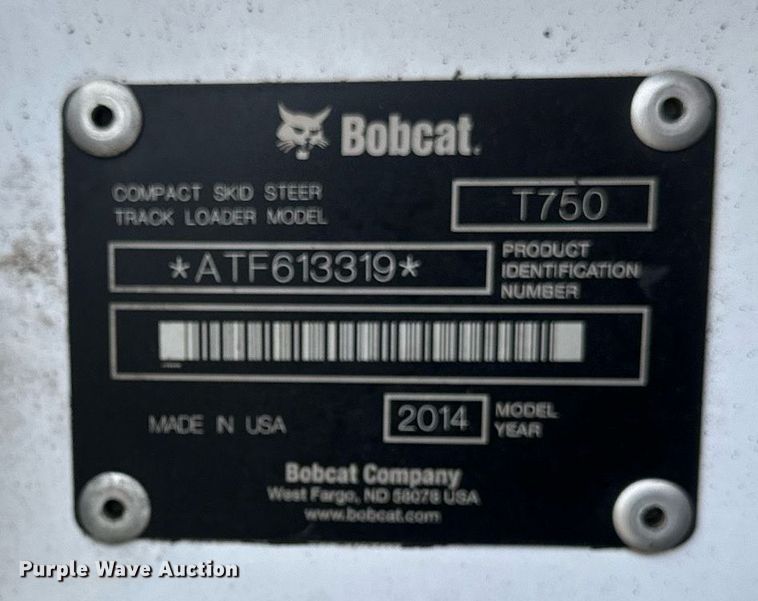 Bobcat.
COMPACT SKID STEER
TRACK LOADER MODEL
T750
*ATF613319*
PRODUCT
IDENTIFICATION
NUMBER
MADE IN USA
2014
MODEL
YEAR
Bobcat Company
West Fargo, ND 58078 USA
www.bobcat.com
Purple Wave Auction